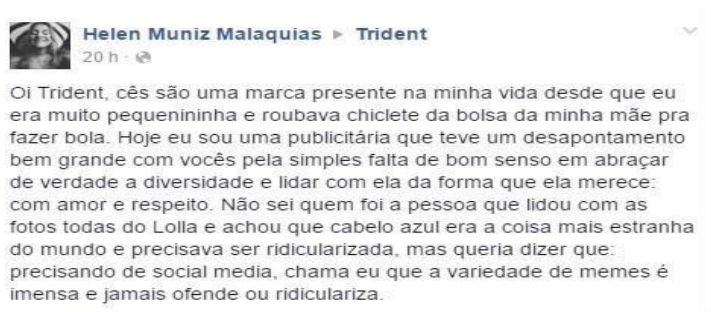 Helen Muniz Malaquias ▸ Trident
20 h ·
Oi Trident, cês são uma marca presente na minha vida desde que eu
era muito pequenininha e roubava chiclete da bolsa da minha mãe pra
fazer bola. Hoje eu sou uma publicitária que teve um desapontamento
bem grande com vocês pela simples falta de bom senso em abraçar
de verdade a diversidade e lidar com ela da forma que ela merece:
com amor e respeito. Não sei quem foi a pessoa que lidou com as
fotos todas do Lolla e achou que cabelo azul era a coisa mais estranha
do mundo e precisava ser ridicularizada, mas queria dizer que:
precisando de social media, chama eu que a variedade de memes é
imensa e jamais ofende ou ridiculariza.